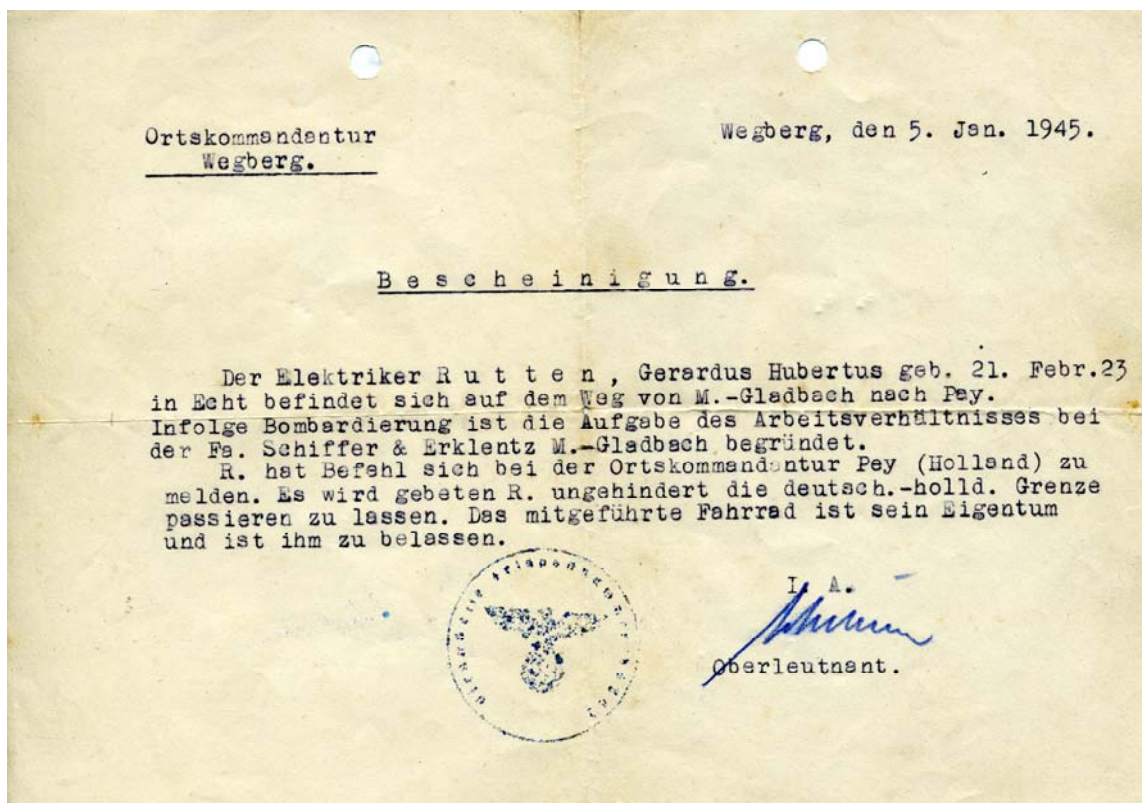 Ortskommandantur
Wegberg.
Wegberg, den 5. Jan. 1945.
B e s c h e i n i g u n g.
Der Elektriker R u t t e n , Gerardus Hubertus geb. 21. Febr.23
in Echt befindet sich auf dem Weg von M.-Gladbach nach Pey.
Infolge Bombardierung ist die Aufgabe des Arbeitsverhältnisses bei
der Fa. Schiffer & Erklentz M.-Gladbach begründet.
R. hat Befehl sich bei der Ortskommandantur Pey (Holland) zu
melden. Es wird gebeten R. ungehindert die deutsch.-holld. Grenze
passieren zu lassen. Das mitgeführte Fahrrad ist sein Eigentum
und ist ihm zu belassen.
I. A.
Oberleutnant.
Dienststelle Feldpostnummer